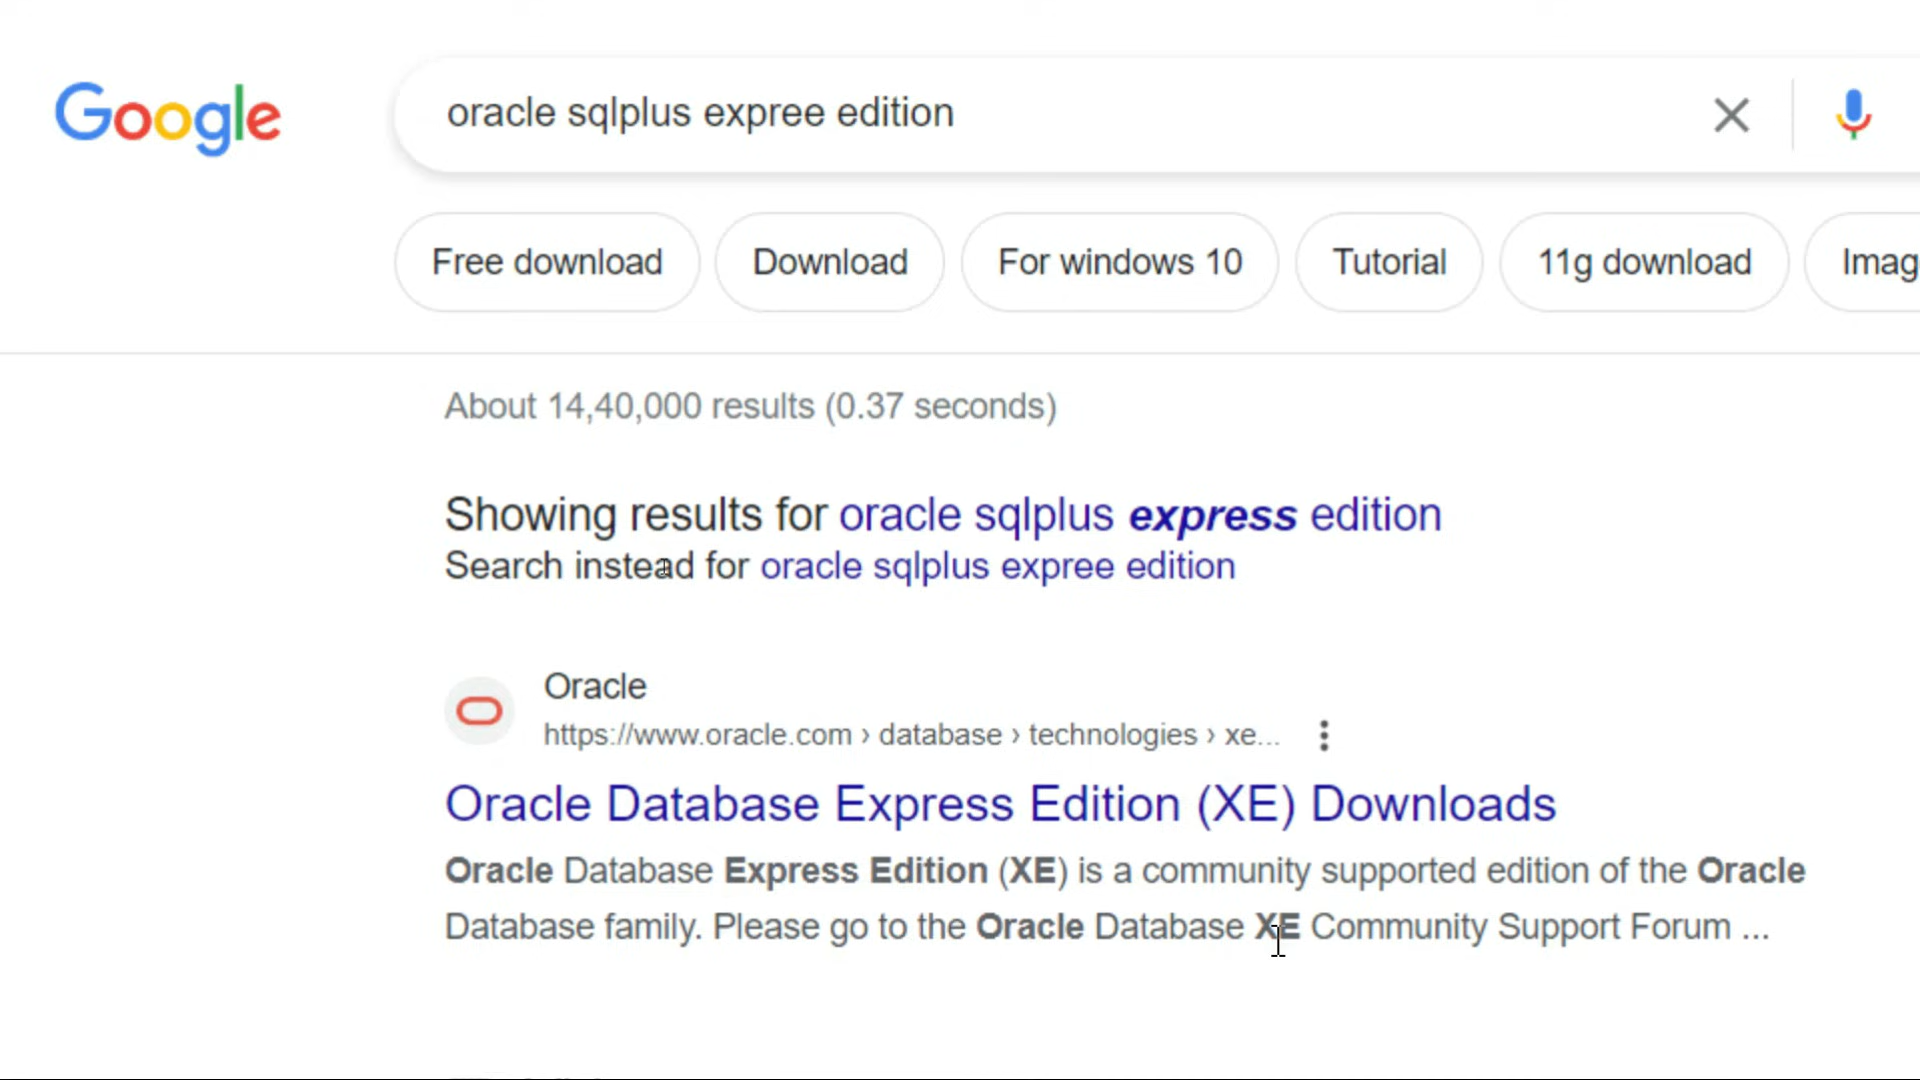 Google
oracle sqlplus expree edition
Free download
Download
For windows 10
Tutorial
11g download
Imag
About 14,40,000 results (0.37 seconds)
Showing results for oracle sqlplus express edition
Search instead for oracle sqlplus expree edition
Oracle
https://www.oracle.com › database › technologies › xe...
Oracle Database Express Edition (XE) Downloads
Oracle Database Express Edition (XE) is a community supported edition of the Oracle
Database family. Please go to the Oracle Database XE Community Support Forum ...